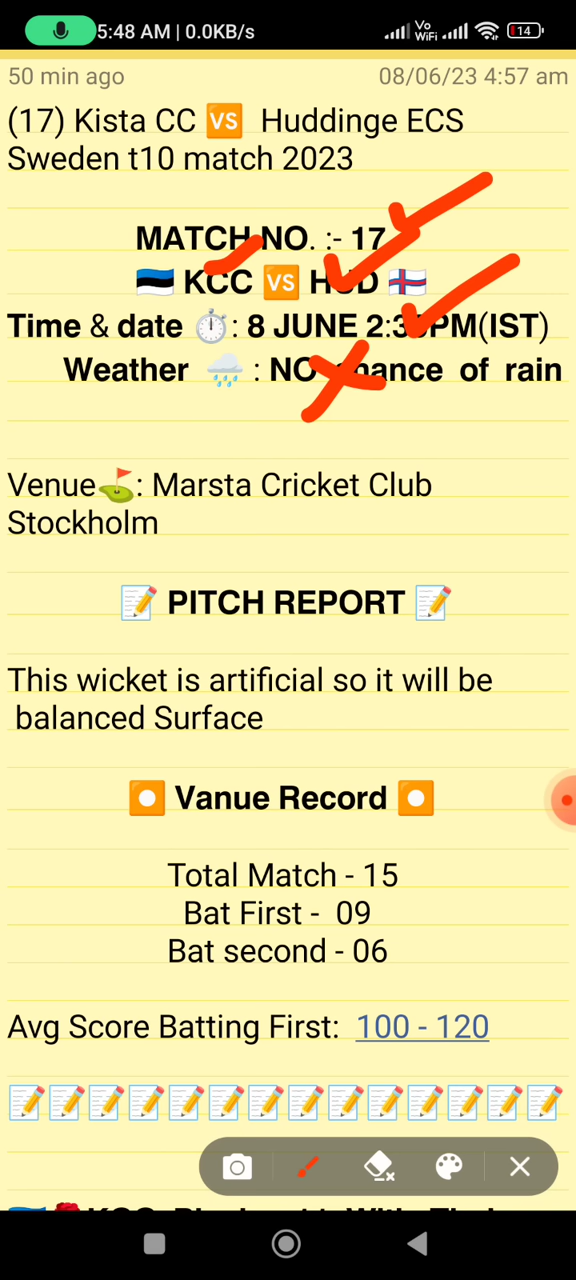 5:48 AM | 0.0KB/s
Vo WiFi
14
50 min ago 08/06/23 4:57 am
(17) Kista CC 🆚 Huddinge ECS
Sweden t10 match 2023
MATCH NO. :- 17
🇪🇪 KCC 🆚 HUD 🇫🇴
Time & date ⏱️: 8 JUNE 2:30PM(IST)
Weather 🌧️ : NO chance of rain
Venue⛳: Marsta Cricket Club
Stockholm
📝 PITCH REPORT 📝
This wicket is artificial so it will be
balanced Surface
⏺️ Vanue Record ⏺️
Total Match - 15
Bat First - 09
Bat second - 06
Avg Score Batting First: 100 - 120
📝📝📝📝📝📝📝📝📝📝📝📝📝📝